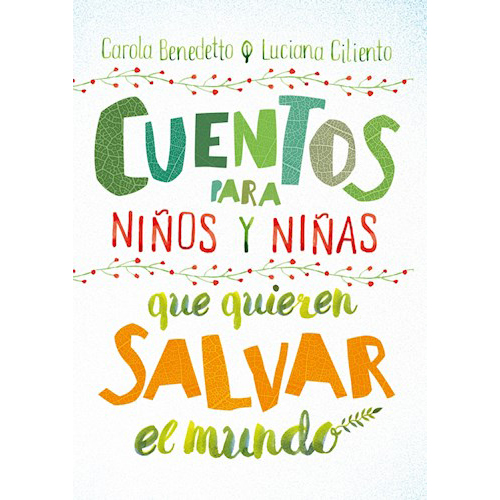 Carola Benedetto Luciana Ciliento
CUENTOS
PARA
NIÑOS Y NIÑAS
que quieren
SALVAR
el mundo